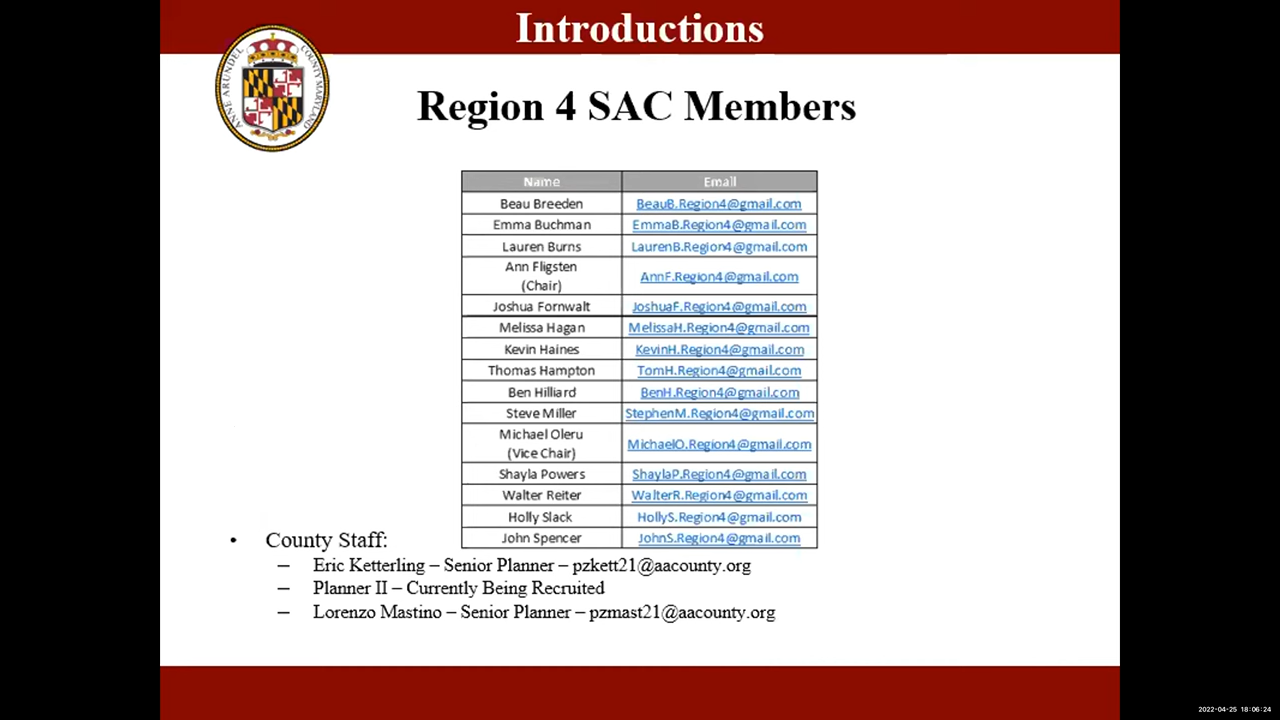 Introductions
ANNE ARUNDEL COUNTY MARYLAND
Region 4 SAC Members
Name Email
Beau Breeden BeauB.Region4@gmail.com
Emma Buchman EmmaB.Region4@gmail.com
Lauren Burns LaurenB.Region4@gmail.com
Ann Fligsten
(Chair) AnnF.Region4@gmail.com
Joshua Fornwalt JoshuaF.Region4@gmail.com
Melissa Hagan MelissaH.Region4@gmail.com
Kevin Haines KevinH.Region4@gmail.com
Thomas Hampton TomH.Region4@gmail.com
Ben Hilliard BenH.Region4@gmail.com
Steve Miller StephenM.Region4@gmail.com
Michael Oleru
(Vice Chair) MichaelO.Region4@gmail.com
Shayla Powers ShaylaP.Region4@gmail.com
Walter Reiter WalterR.Region4@gmail.com
Holly Slack HollyS.Region4@gmail.com
John Spencer JohnS.Region4@gmail.com
• County Staff:
– Eric Ketterling – Senior Planner – pzkett21@aacounty.org
– Planner II – Currently Being Recruited
– Lorenzo Mastino – Senior Planner – pzmast21@aacounty.org
2022-04-25 18:06:24